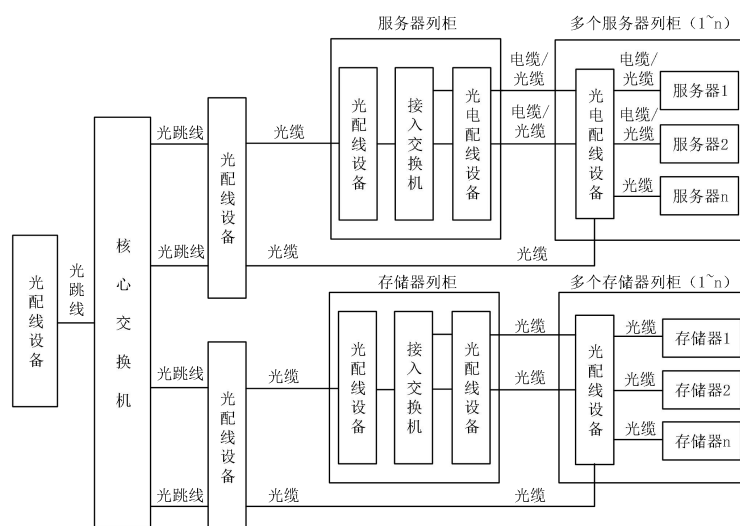 服务器列柜
多个服务器列柜(1~n)
电缆/
光缆
电缆/
光缆
光配线设备
接入交换机
光电配线设备
光电配线设备
服务器1
电缆/
光缆
电缆/
光缆
服务器2
光缆
服务器n
光跳线
光配线设备
光缆
光跳线
光缆
光缆
光配线设备
光跳线
核心交换机
存储器列柜
多个存储器列柜(1~n)
光配线设备
接入交换机
光配线设备
光缆
光配线设备
光缆
存储器1
光跳线
光配线设备
光缆
光缆
光缆
存储器2
光缆
存储器n
光跳线
光缆
光缆